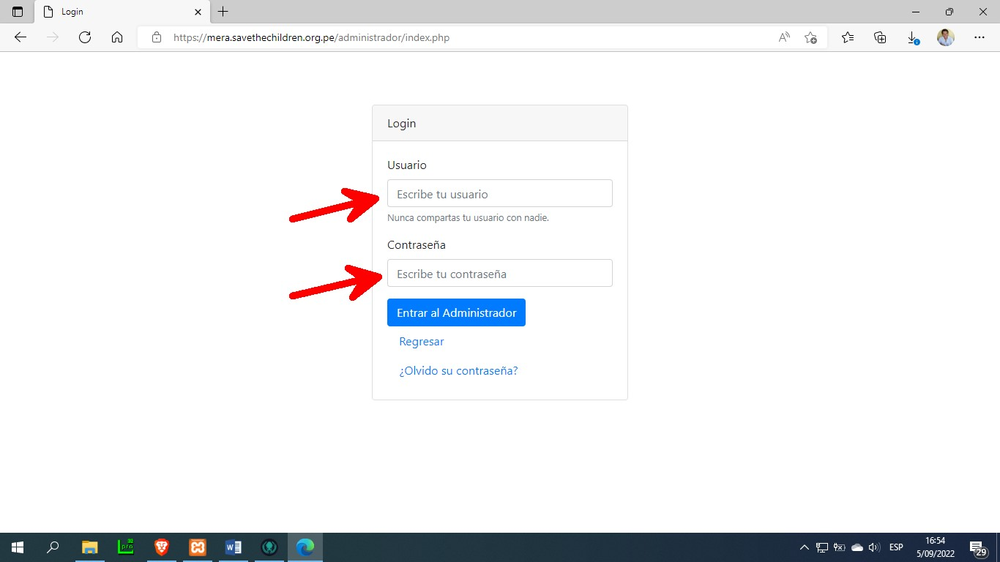 Login
https://mera.savethechildren.org.pe/administrador/index.php
Login
Usuario
Escribe tu usuario
Nunca compartas tu usuario con nadie.
Contraseña
Escribe tu contraseña
Entrar al Administrador
Regresar
¿Olvido su contraseña?
32
pro
W
ESP
16:54
5/09/2022
29